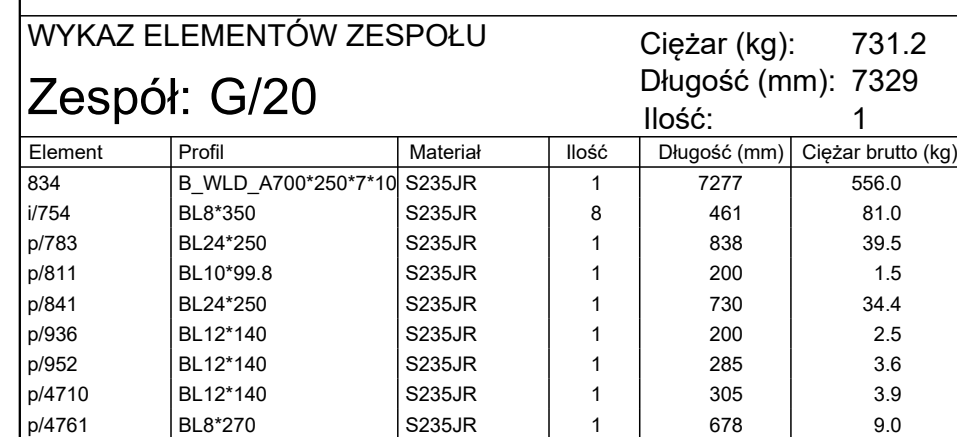 WYKAZ ELEMENTÓW ZESPOŁU
Ciężar (kg): 731.2
Zespół: G/20
Długość (mm): 7329
Ilość: 1
Element Profil Materiał Ilość Długość (mm) Ciężar brutto (kg)
834 B_WLD_A700*250*7*10 S235JR 1 7277 556.0
i/754 BL8*350 S235JR 8 461 81.0
p/783 BL24*250 S235JR 1 838 39.5
p/811 BL10*99.8 S235JR 1 200 1.5
p/841 BL24*250 S235JR 1 730 34.4
p/936 BL12*140 S235JR 1 200 2.5
p/952 BL12*140 S235JR 1 285 3.6
p/4710 BL12*140 S235JR 1 305 3.9
p/4761 BL8*270 S235JR 1 678 9.0